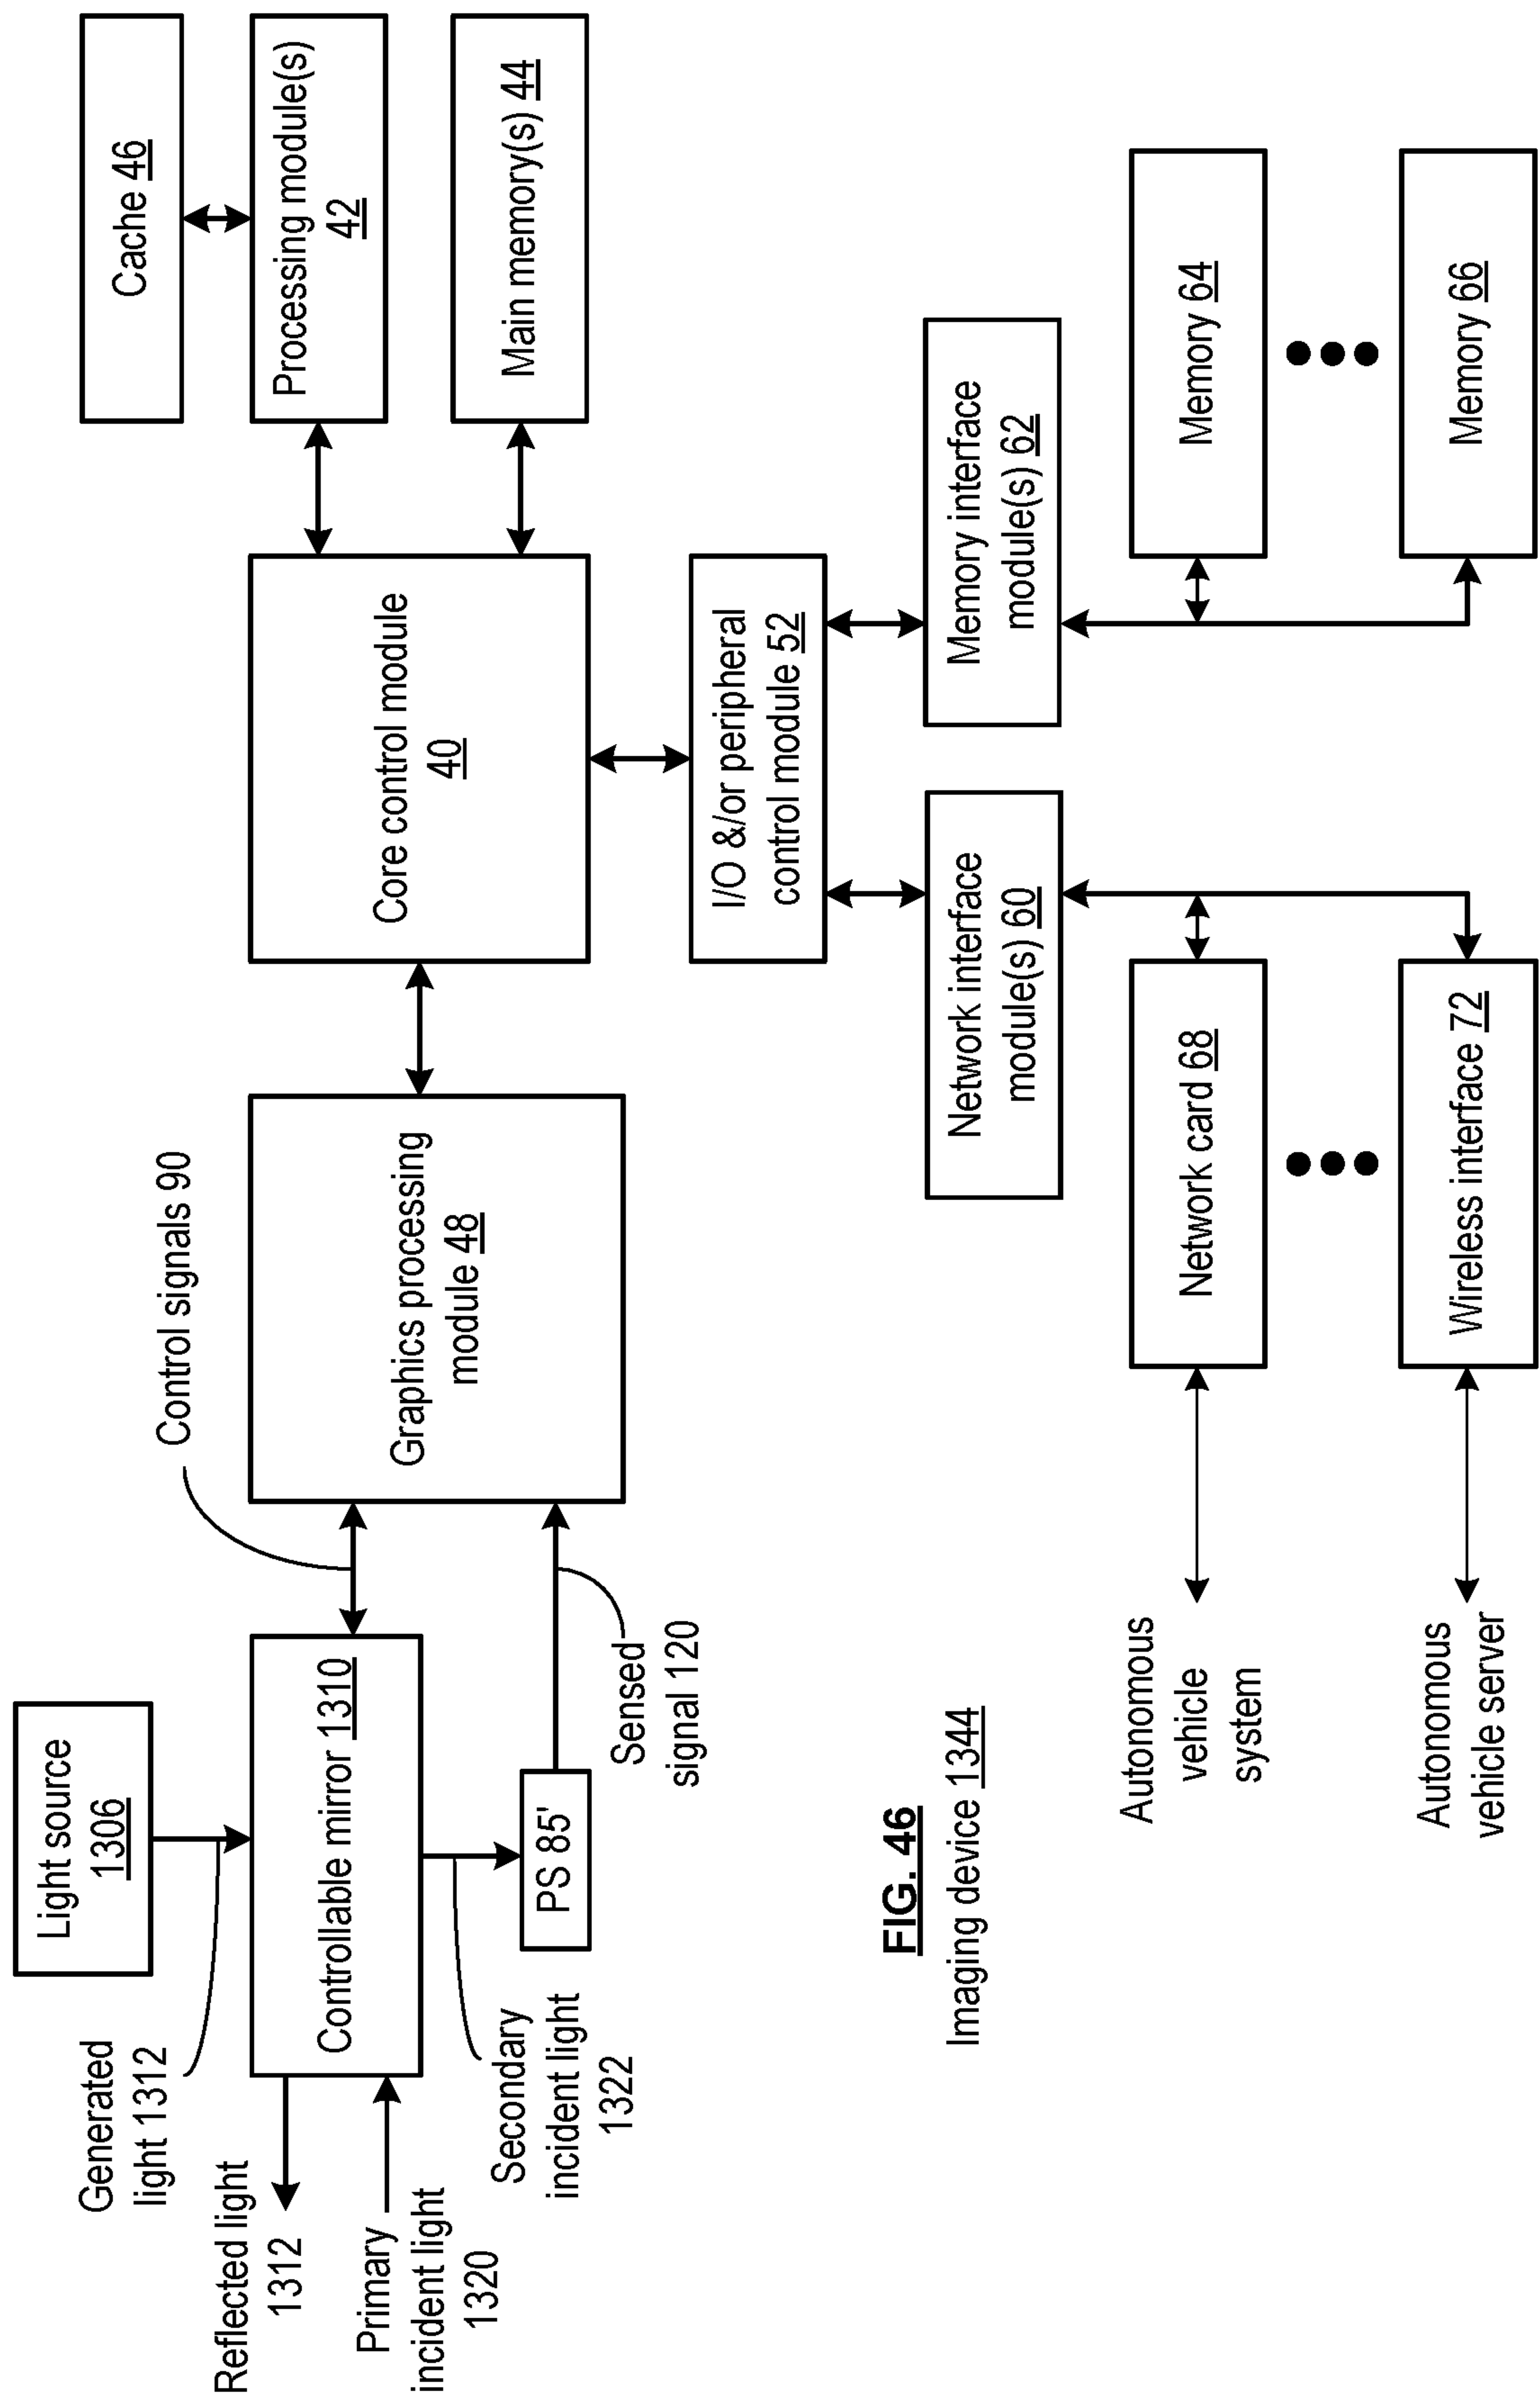 Light source
1306
Generated
light 1312
Reflected light
1312
Primary
incident light
1320
Controllable mirror 1310
Secondary
incident light
1322
PS 85'
Sensed
signal 120
Control signals 90
Graphics processing
module 48
Core control module
40
Cache 46
Processing module(s)
42
Main memory(s) 44
I/O &/or peripheral
control module 52
Network interface
module(s) 60
Memory interface
module(s) 62
Network card 68
Wireless interface 72
Memory 64
Memory 66
Autonomous
vehicle
system
Autonomous
vehicle server
FIG. 46
Imaging device 1344